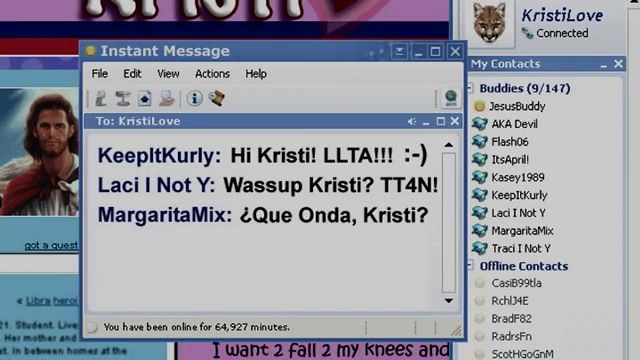 KristiLove
Connected
Instant Message
File Edit View Actions Help
To: KristiLove
KeepItKurly: Hi Kristi! LLTA!!! :-)
Laci I Not Y: Wassup Kristi? TT4N!
MargaritaMix: ¿Que Onda, Kristi?
You have been online for 64,927 minutes.
My Contacts
Buddies (9/147)
JesusBuddy
AKA Devil
Flash06
ItsApril!
Kasey1989
KeepItKurly
Laci I Not Y
MargaritaMix
Traci I Not Y
Offline Contacts
CasiB99tla
RchlJ4E
BradF82
RadrsFn
ScotHGoGnM
got a quest
« Libra heroi
21. Student. Live
Her mother and
t. In between homes at the
I want 2 fall 2 my knees and